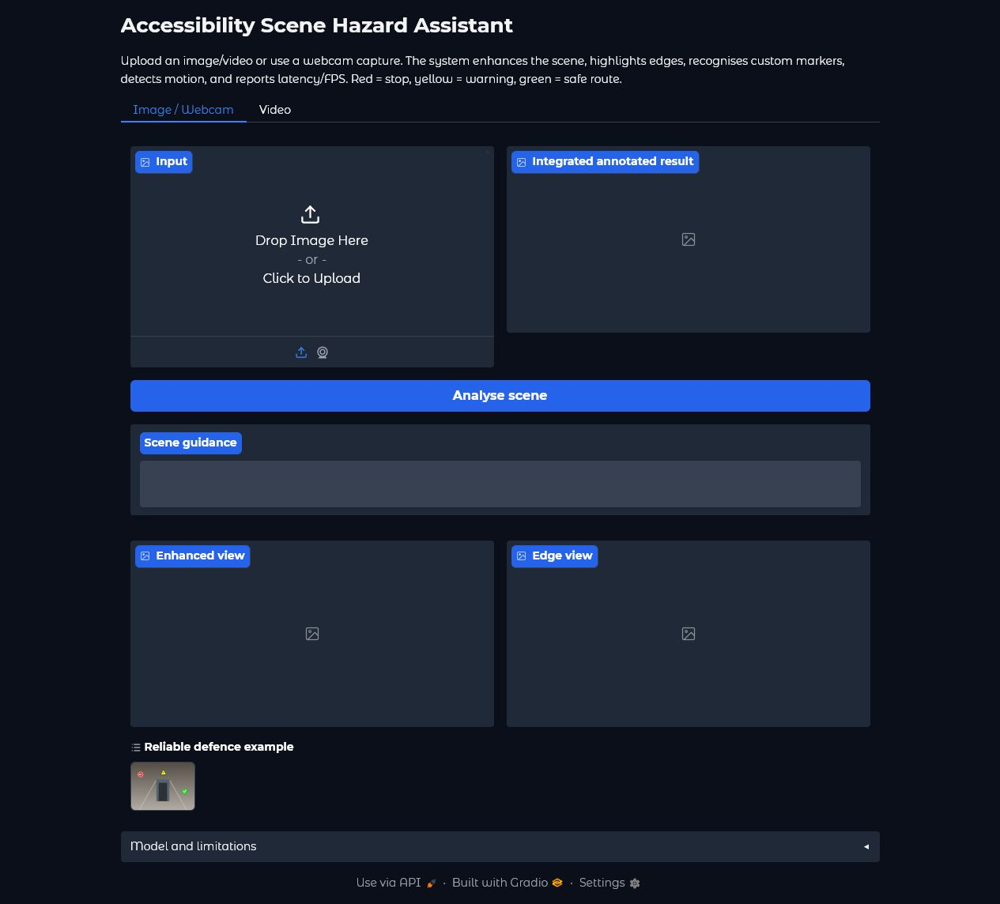 Accessibility Scene Hazard Assistant
Upload an image/video or use a webcam capture. The system enhances the scene, highlights edges, recognises custom markers,
detects motion, and reports latency/FPS. Red = stop, yellow = warning, green = safe route.
Image / Webcam
Video
Input
Integrated annotated result
Drop Image Here
- or -
Click to Upload
Analyse scene
Scene guidance
Enhanced view
Edge view
Reliable defence example
Model and limitations
Use via API · Built with Gradio · Settings